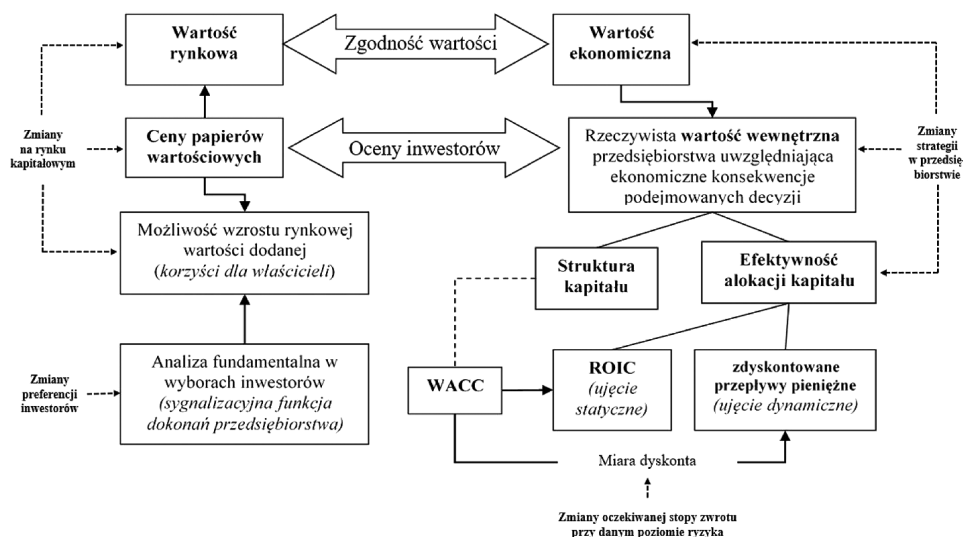 Wartość
rynkowa
Zgodność wartości
Wartość
ekonomiczna
Zmiany
na rynku
kapitałowym
Ceny papierów
wartościowych
Oceny inwestorów
Rzeczywista wartość wewnętrzna
przedsiębiorstwa uwzględniająca
ekonomiczne konsekwencje
podejmowanych decyzji
Zmiany
strategii
w przedsię
biorstwie
Możliwość wzrostu rynkowej
wartości dodanej
(korzyści dla właścicieli)
Struktura
kapitału
Efektywność
alokacji kapitału
Zmiany
preferencji
inwestorów
Analiza fundamentalna w
wyborach inwestorów
(sygnalizacyjna funkcja
dokonań przedsiębiorstwa)
WACC
ROIC
(ujęcie
statyczne)
zdyskontowane
przepływy pieniężne
(ujęcie dynamiczne)
Miara dyskonta
Zmiany oczekiwanej stopy zwrotu
przy danym poziomie ryzyka